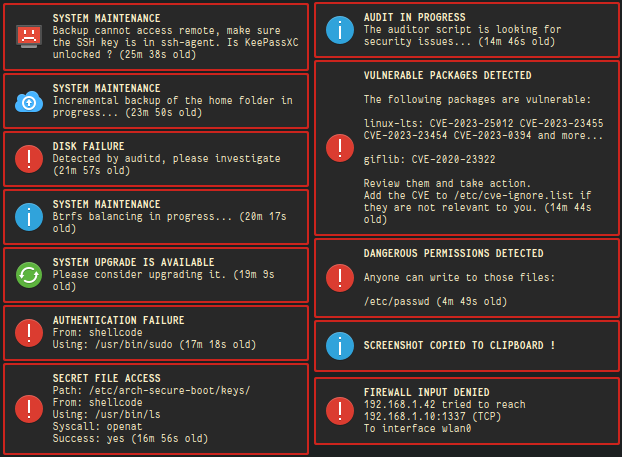 SYSTEM MAINTENANCE
Backup cannot access remote, make sure
the SSH key is in ssh-agent. Is KeePassXC
unlocked ? (25m 38s old)
SYSTEM MAINTENANCE
Incremental backup of the home folder in
progress... (23m 50s old)
DISK FAILURE
Detected by auditd, please investigate
(21m 57s old)
SYSTEM MAINTENANCE
Btrfs balancing in progress... (20m 17s
old)
SYSTEM UPGRADE IS AVAILABLE
Please consider upgrading it. (19m 9s
old)
AUTHENTICATION FAILURE
From: shellcode
Using: /usr/bin/sudo (17m 18s old)
SECRET FILE ACCESS
Path: /etc/arch-secure-boot/keys/
From: shellcode
Using: /usr/bin/ls
Syscall: openat
Success: yes (16m 56s old)
AUDIT IN PROGRESS
The auditor script is looking for
security issues... (14m 46s old)
VULNERABLE PACKAGES DETECTED
The following packages are vulnerable:
linux-lts: CVE-2023-25012 CVE-2023-23455
CVE-2023-23454 CVE-2023-0394 and more...
giflib: CVE-2020-23922
Review them and take action.
Add the CVE to /etc/cve-ignore.list if
they are not relevant to you. (14m 44s
old)
DANGEROUS PERMISSIONS DETECTED
Anyone can write to those files:
/etc/passwd (4m 49s old)
SCREENSHOT COPIED TO CLIPBOARD !
FIREWALL INPUT DENIED
192.168.1.42 tried to reach
192.168.1.10:1337 (TCP)
To interface wlan0